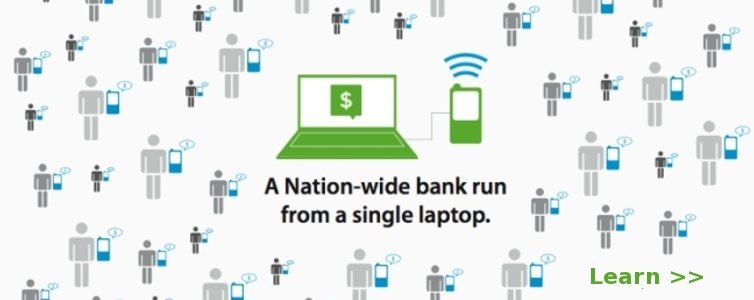 $
A Nation-wide bank run
from a single laptop.
Learn >>